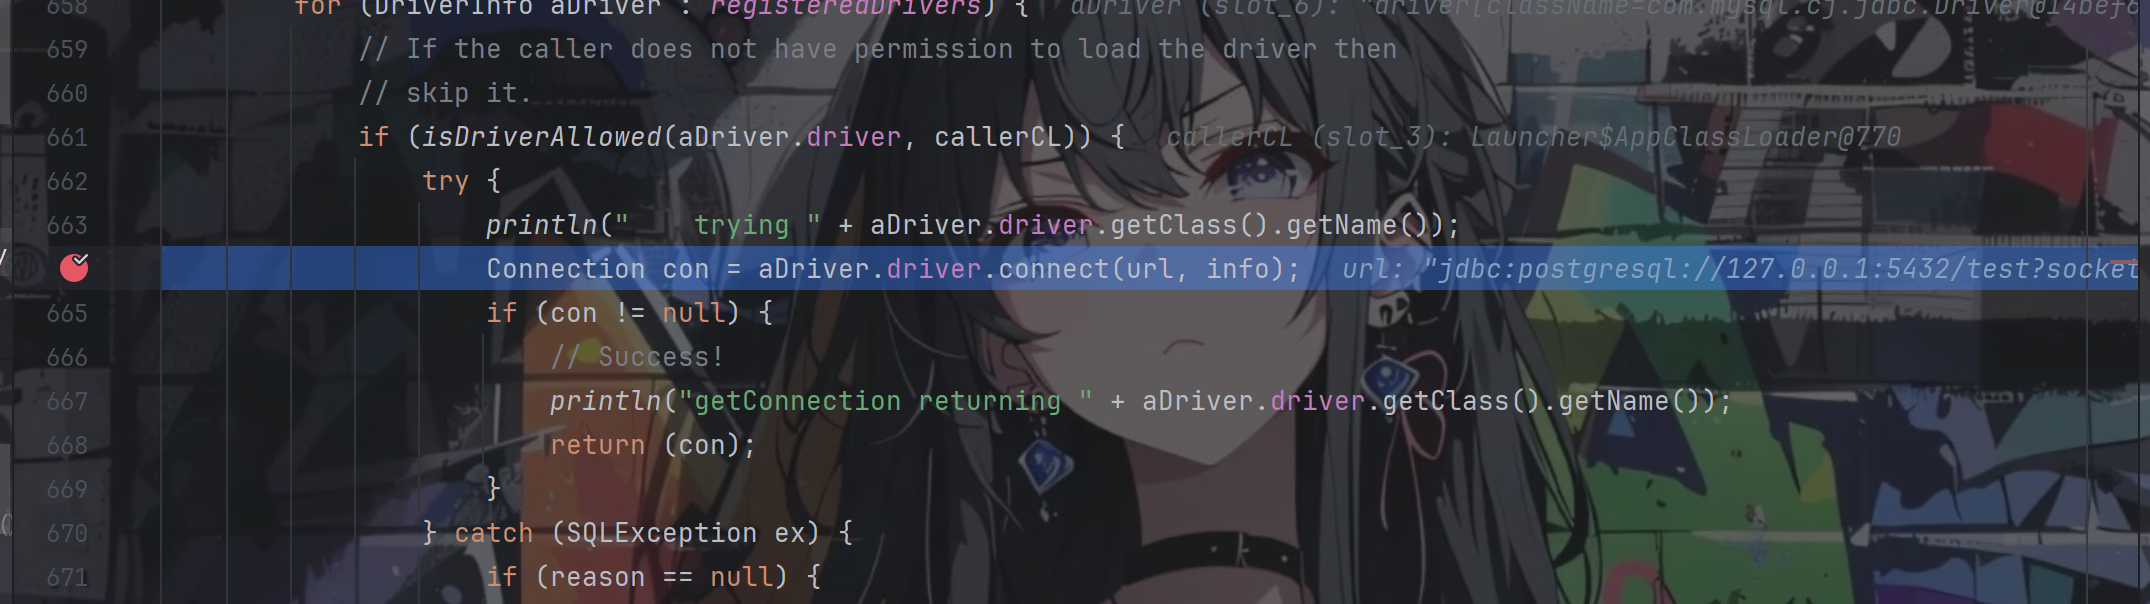 658 for (DriverInfo aDriver : registeredDrivers) { aDriver (slot_6): "driver[className=com.mysql.cj.jdbc.Driver@14bef6
659 // If the caller does not have permission to load the driver then
660 // skip it.
661 if (isDriverAllowed(aDriver.driver, callerCL)) { callerCL (slot_3): Launcher$AppClassLoader@770
662 try {
663 println("    trying " + aDriver.driver.getClass().getName());
Connection con = aDriver.driver.connect(url, info); url: "jdbc:postgresql://127.0.0.1:5432/test?socket
665 if (con != null) {
666 // Success!
667 println("getConnection returning " + aDriver.driver.getClass().getName());
668 return (con);
669 }
670 } catch (SQLException ex) {
671 if (reason == null) {